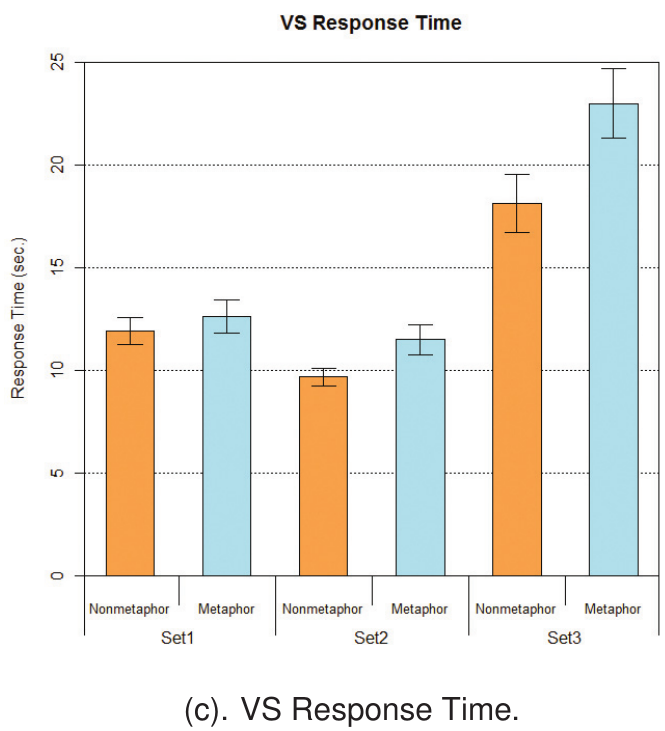 VS Response Time
25
20
15
10
5
0
Response Time (sec.)
Nonmetaphor Metaphor Nonmetaphor Metaphor Nonmetaphor Metaphor
Set1 Set2 Set3
(c). VS Response Time.